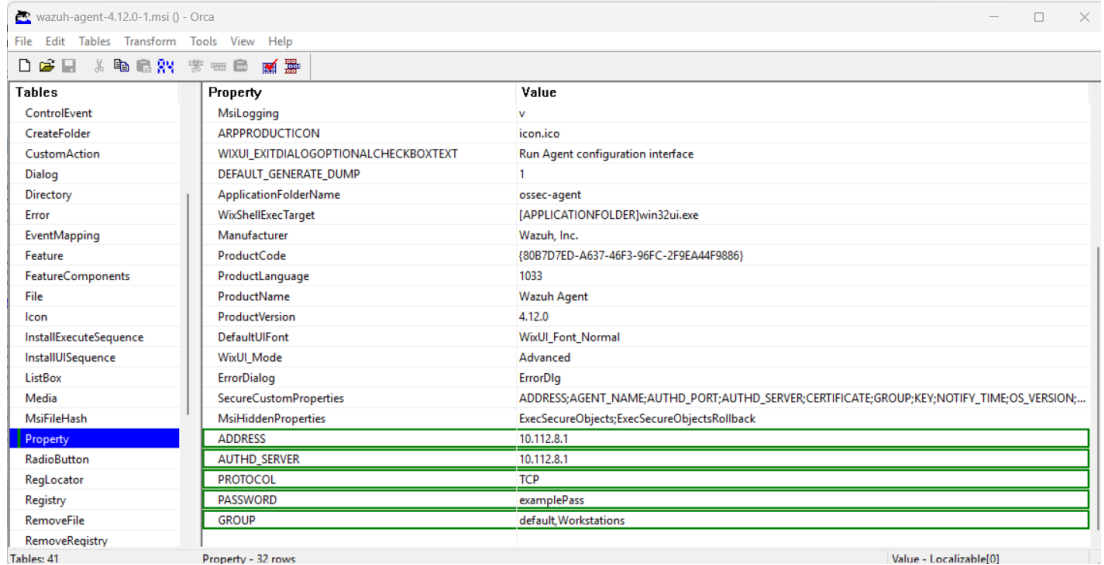 wazuh-agent-4.12.0-1.msi () - Orca
File Edit Tables Transform Tools View Help
Tables Property Value
ControlEvent MsiLogging v
CreateFolder ARPPRODUCTICON icon.ico
CustomAction WIXUI_EXITDIALOGOPTIONALCHECKBOXTEXT Run Agent configuration interface
Dialog DEFAULT_GENERATE_DUMP 1
Directory ApplicationFolderName ossec-agent
Error WixShellExecTarget [APPLICATIONFOLDER]win32ui.exe
EventMapping Manufacturer Wazuh, Inc.
Feature ProductCode {80B7D7ED-A637-46F3-96FC-2F9EA44F9886}
FeatureComponents ProductLanguage 1033
File ProductName Wazuh Agent
Icon ProductVersion 4.12.0
InstallExecuteSequence DefaultUIFont WixUI_Font_Normal
InstallUISequence WixUI_Mode Advanced
ListBox ErrorDialog ErrorDlg
Media SecureCustomProperties ADDRESS;AGENT_NAME;AUTHD_PORT;AUTHD_SERVER;CERTIFICATE;GROUP;KEY;NOTIFY_TIME;OS_VERSION;...
MsiFileHash MsiHiddenProperties ExecSecureObjects;ExecSecureObjectsRollback
Property ADDRESS 10.112.8.1
RadioButton AUTHD_SERVER 10.112.8.1
RegLocator PROTOCOL TCP
Registry PASSWORD examplePass
RemoveFile GROUP default,Workstations
RemoveRegistry
Tables: 41 Property - 32 rows Value - Localizable[0]